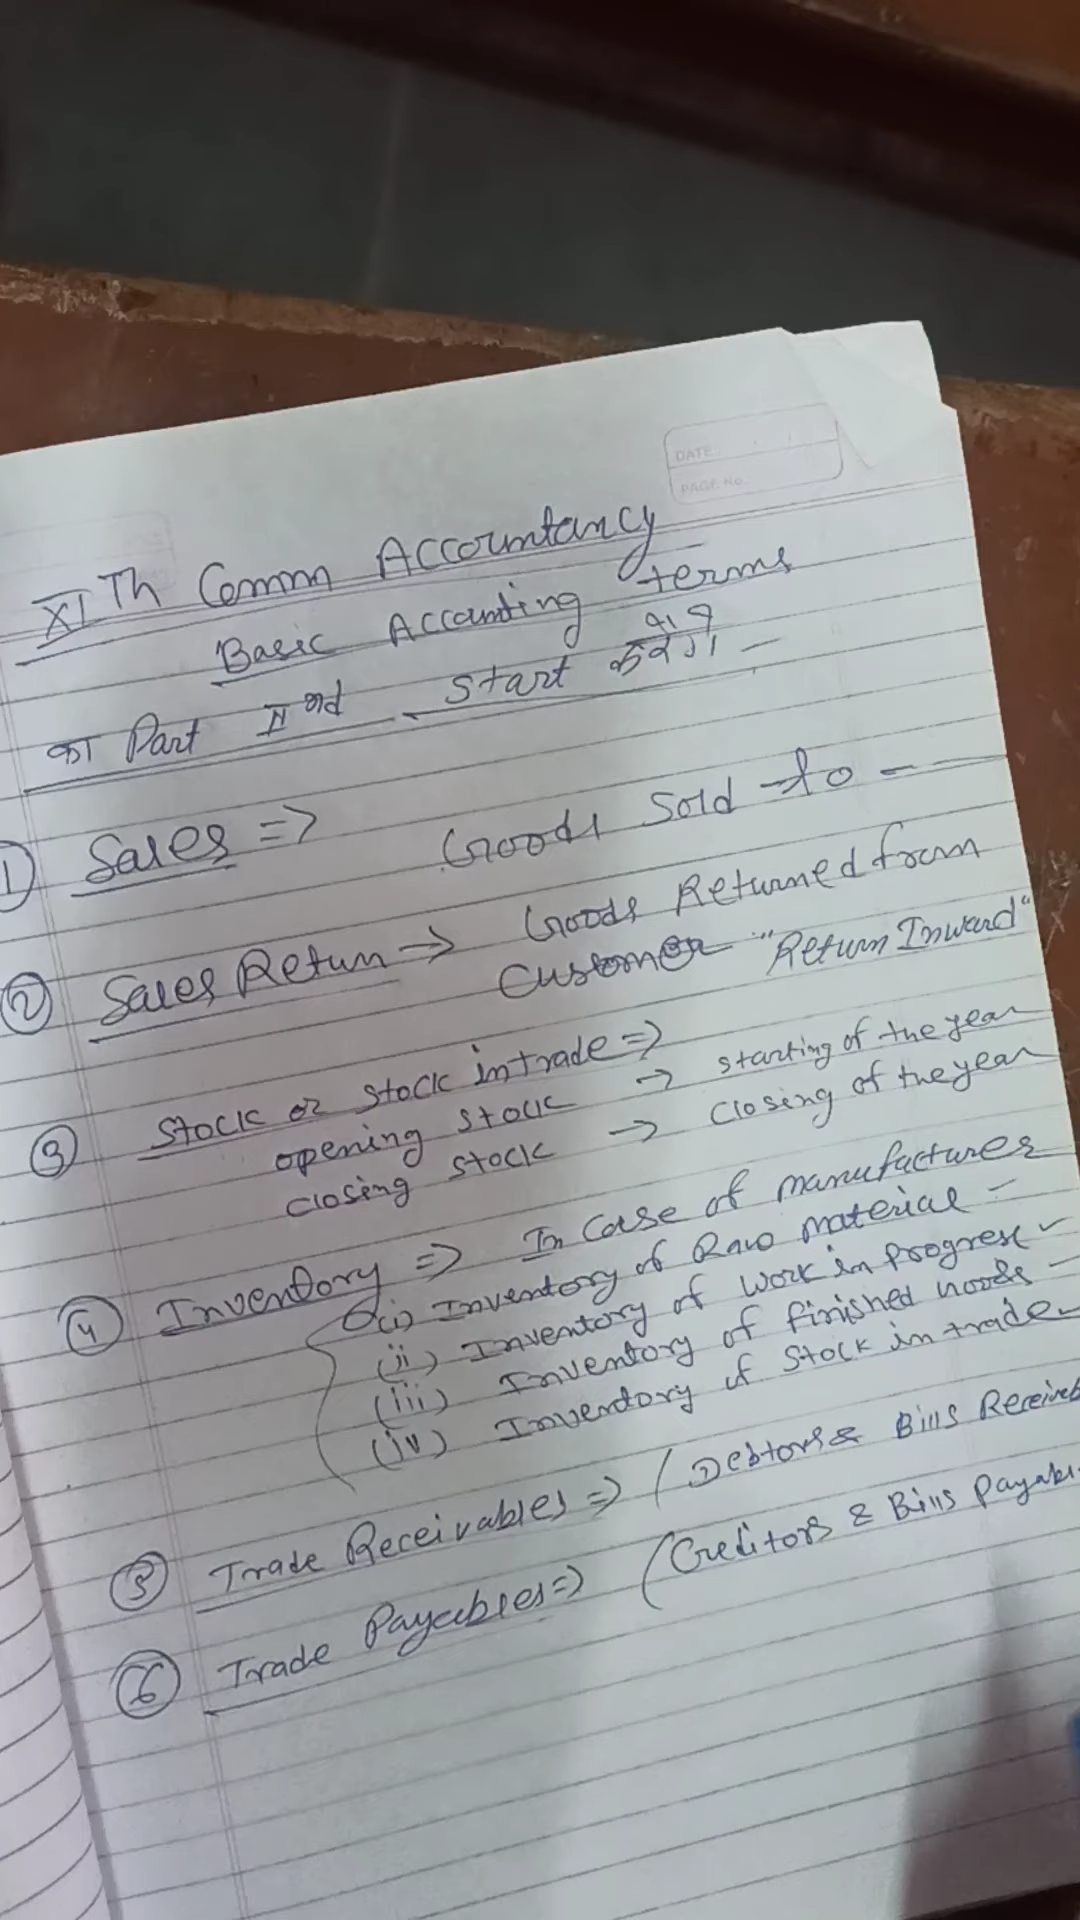 DATE
PAGE No.
XI Th Comm Accountancy
Basic Accounting terms
का Part II nd start करेगें
① Sales => Goods Sold to ----
② Sales Return -> Goods Returned from
Customer "Return Inward"
③ Stock or stock in trade =>
opening stock -> starting of the year
closing stock -> closing of the year
④ Inventory => In Case of manufactures
(i) Inventory of Raw material -
(ii) Inventory of work in progress
(iii) Inventory of finished Goods -
(iv) Inventory of Stock in trade
⑤ Trade Receivables => (Debtors & Bills Receivab
⑥ Trade Payables => (Creditors & Bills payable